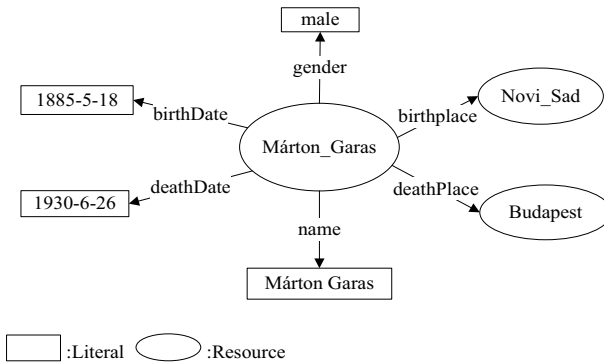 male
gender
1885-5-18
birthDate
birthplace
Novi_Sad
Márton_Garas
deathDate
deathPlace
1930-6-26
Budapest
name
Márton Garas
:Literal
:Resource